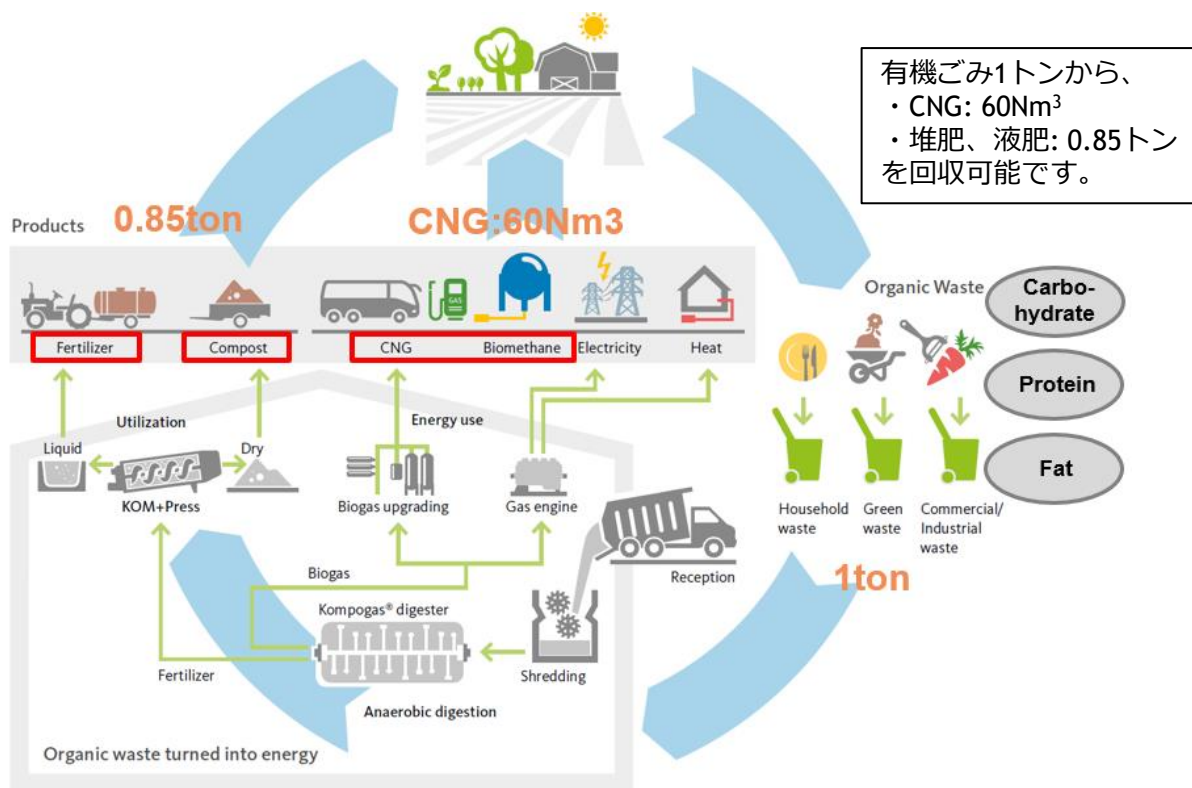 有機ごみ1トンから、
・CNG: 60Nm³
・堆肥、液肥: 0.85トン
を回収可能です。
Products
0.85ton
CNG:60Nm3
Fertilizer
Compost
CNG
Biomethane
Electricity
Heat
GAS
Organic Waste
Carbo-
hydrate
Protein
Fat
Household
waste
Green
waste
Commercial/
Industrial
waste
1ton
Utilization
Energy use
Liquid
Dry
KOM+Press
Biogas upgrading
Gas engine
Reception
Biogas
Kompogas® digester
Fertilizer
Shredding
Anaerobic digestion
Organic waste turned into energy